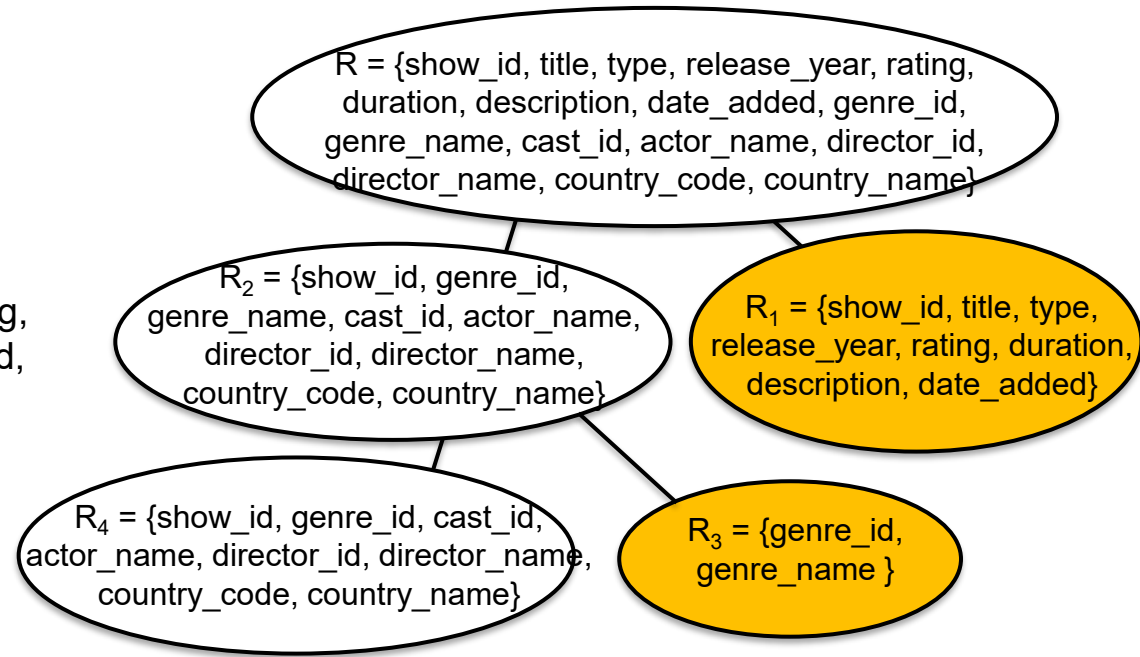 R = {show_id, title, type, release_year, rating,
duration, description, date_added, genre_id,
genre_name, cast_id, actor_name, director_id,
director_name, country_code, country_name}
R₂ = {show_id, genre_id,
genre_name, cast_id, actor_name,
director_id, director_name,
country_code, country_name}
R₁ = {show_id, title, type,
release_year, rating, duration,
description, date_added}
g,
d,
R₄ = {show_id, genre_id, cast_id,
actor_name, director_id, director_name,
country_code, country_name}
R₃ = {genre_id,
genre_name }